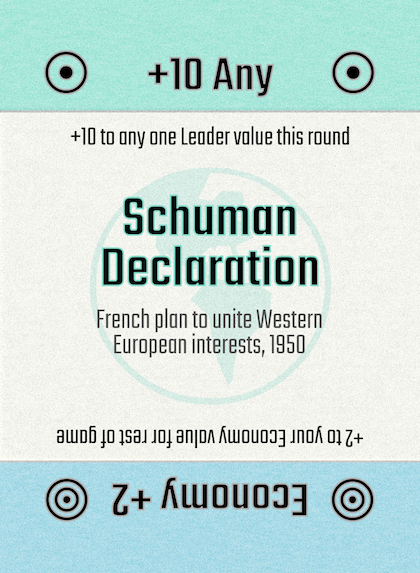 +10 Any
+10 to any one Leader value this round
Schuman
Declaration
French plan to unite Western
European interests, 1950
+2 to your Economy value for rest of game
Economy +2